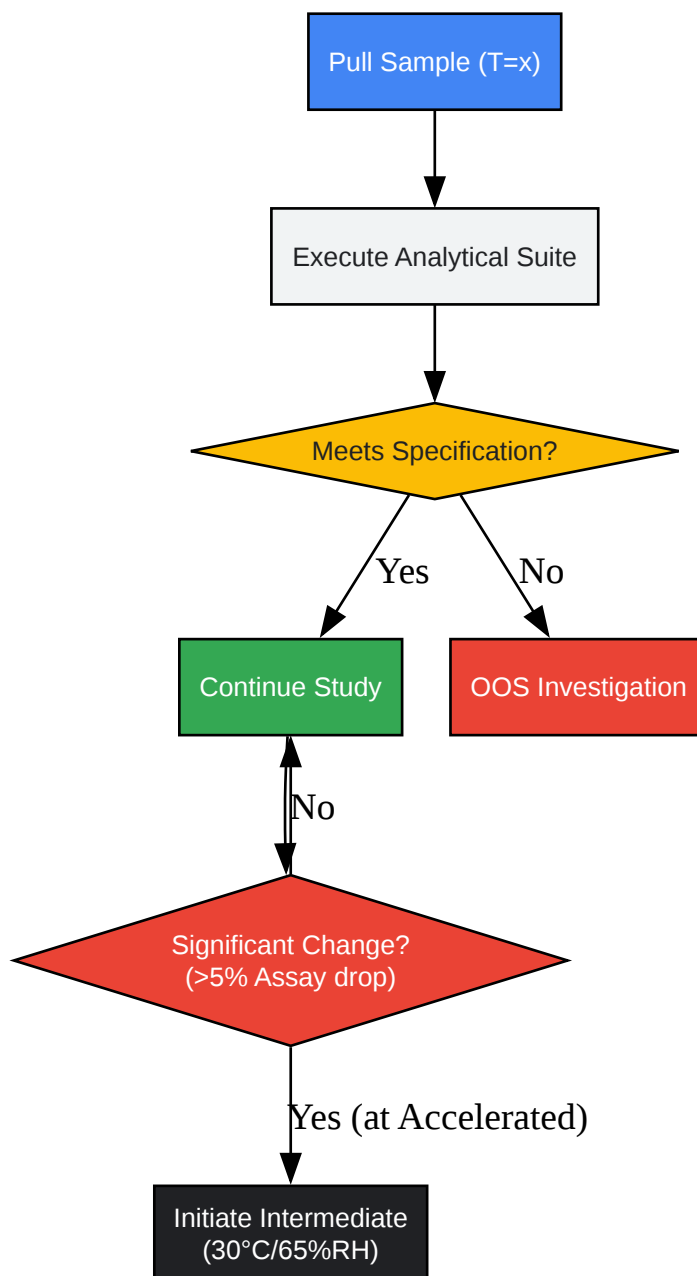 Pull Sample (T=x)
Execute Analytical Suite
Meets Specification?
Yes
No
Continue Study
OOS Investigation
No
Significant Change?
(>5% Assay drop)
Yes (at Accelerated)
Initiate Intermediate
(30°C/65%RH)